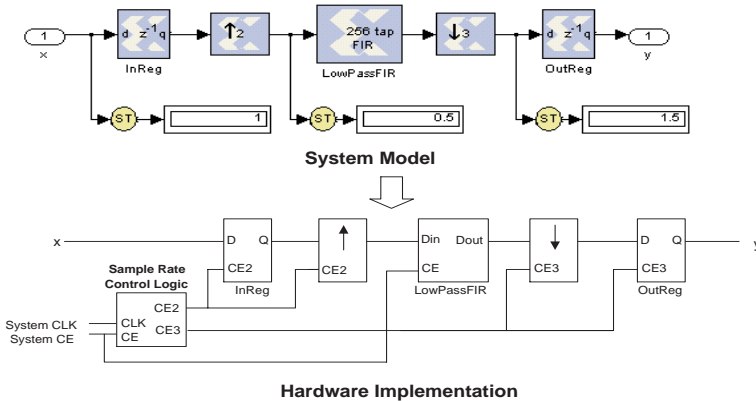 1
x
d z-1 q
InReg
↑2
256 tap
FIR
LowPassFIR
↓3
d z-1 q
OutReg
1
y
ST
1
ST
0.5
ST
1.5
System Model
x
D Q
CE2
InReg
↑
CE2
Din Dout
CE
LowPassFIR
↓
CE3
D Q
CE3
OutReg
y
Sample Rate
Control Logic
CE2
CLK
CE3
CE
System CLK
System CE
Hardware Implementation